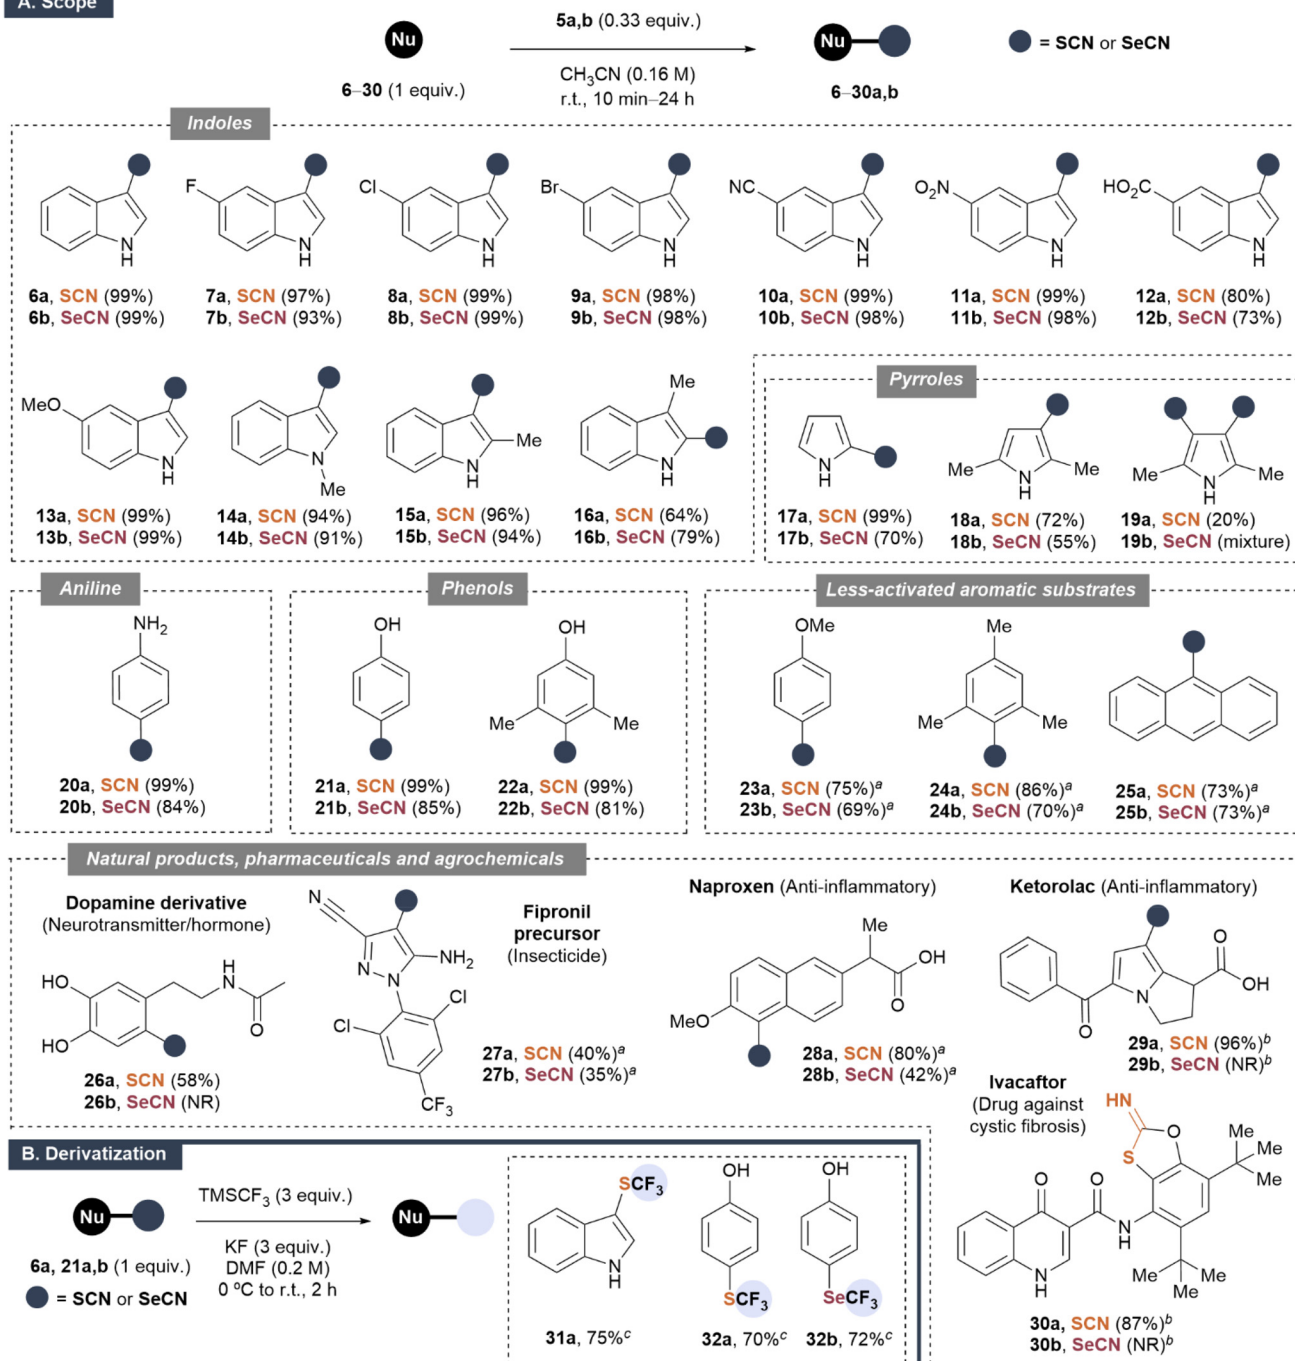 A. Scope
Nu
6–30 (1 equiv.)
5a,b (0.33 equiv.)
CH3CN (0.16 M)
r.t., 10 min–24 h
Nu
6–30a,b
= SCN or SeCN
Indoles
N
H
6a, SCN (99%)
6b, SeCN (99%)
F
N
H
7a, SCN (97%)
7b, SeCN (93%)
Cl
N
H
8a, SCN (99%)
8b, SeCN (99%)
Br
N
H
9a, SCN (98%)
9b, SeCN (98%)
NC
N
H
10a, SCN (99%)
10b, SeCN (98%)
O2N
N
H
11a, SCN (99%)
11b, SeCN (98%)
HO2C
N
H
12a, SCN (80%)
12b, SeCN (73%)
MeO
N
H
13a, SCN (99%)
13b, SeCN (99%)
N
Me
14a, SCN (94%)
14b, SeCN (91%)
Me
N
H
15a, SCN (96%)
15b, SeCN (94%)
Me
N
H
16a, SCN (64%)
16b, SeCN (79%)
Pyrroles
N
H
17a, SCN (99%)
17b, SeCN (70%)
Me
Me
N
H
18a, SCN (72%)
18b, SeCN (55%)
Me
Me
N
H
19a, SCN (20%)
19b, SeCN (mixture)
Aniline
NH2
20a, SCN (99%)
20b, SeCN (84%)
Phenols
OH
21a, SCN (99%)
21b, SeCN (85%)
OH
Me
Me
22a, SCN (99%)
22b, SeCN (81%)
Less-activated aromatic substrates
OMe
23a, SCN (75%)a
23b, SeCN (69%)a
Me
Me
Me
24a, SCN (86%)a
24b, SeCN (70%)a
25a, SCN (73%)a
25b, SeCN (73%)a
Natural products, pharmaceuticals and agrochemicals
Dopamine derivative
(Neurotransmitter/hormone)
H
N
HO
HO
O
26a, SCN (58%)
26b, SeCN (NR)
Fipronil
precursor
(Insecticide)
N
NH2
N
N
Cl
Cl
CF3
27a, SCN (40%)a
27b, SeCN (35%)a
Naproxen (Anti-inflammatory)
Me
OH
O
MeO
28a, SCN (80%)a
28b, SeCN (42%)a
Ketorolac (Anti-inflammatory)
O
OH
N
O
29a, SCN (96%)b
29b, SeCN (NR)b
Ivacaftor
(Drug against
cystic fibrosis)
HN
O
S
Me
Me
Me
O
O
N
H
N
H
Me
Me
Me
30a, SCN (87%)b
30b, SeCN (NR)b
B. Derivatization
Nu
6a, 21a,b (1 equiv.)
= SCN or SeCN
TMSCF3 (3 equiv.)
KF (3 equiv.)
DMF (0.2 M)
0 ºC to r.t., 2 h
Nu
SCF3
N
H
31a, 75%c
OH
SCF3
32a, 70%c
OH
SeCF3
32b, 72%c